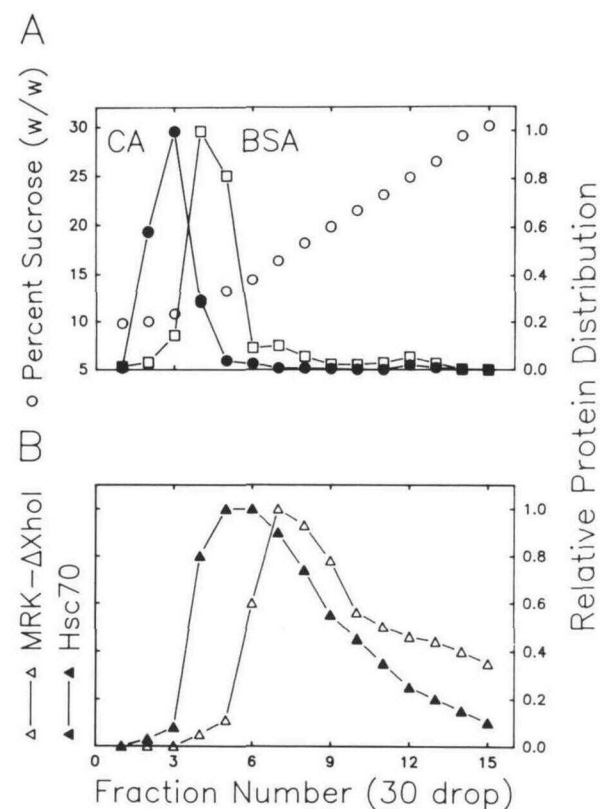 A
Percent Sucrose (w/w)
30
25
20
15
10
5
CA
BSA
1.0
0.8
0.6
0.4
0.2
0.0
Relative Protein Distribution
B
MRK-ΔXhoI
Hsc70
1.0
0.8
0.6
0.4
0.2
0.0
0
3
6
9
12
15
Fraction Number (30 drop)